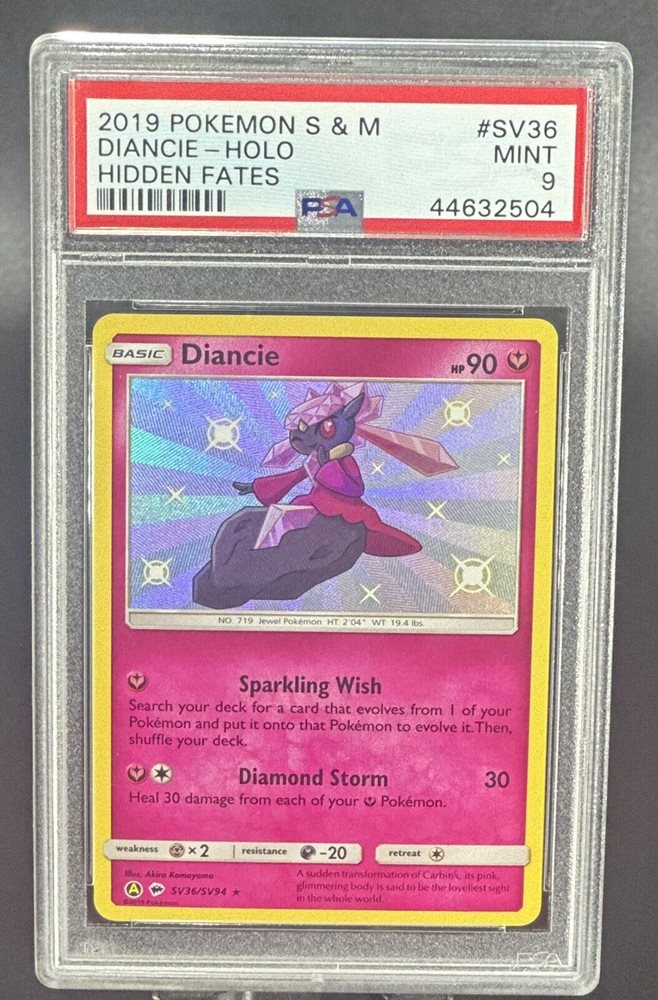 2019 POKEMON S & M #SV36
DIANCIE – HOLO MINT
HIDDEN FATES 9
PSA 44632504
BASIC Diancie HP 90
NO. 719 Jewel Pokémon HT: 2'04" WT: 19.4 lbs.
Sparkling Wish
Search your deck for a card that evolves from 1 of your
Pokémon and put it onto that Pokémon to evolve it. Then,
shuffle your deck.
Diamond Storm 30
Heal 30 damage from each of your Pokémon.
weakness ×2 resistance -20 retreat
Illus. Akira Komayama
A sudden transformation of Carbink, its pink,
glimmering body is said to be the loveliest sight
in the whole world.
A SV36/SV94
©2019 Pokémon
PSA